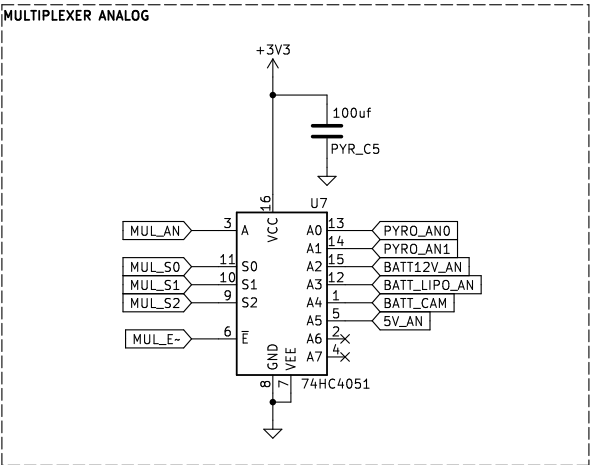 MULTIPLEXER ANALOG
+3V3
100uf
PYR_C5
16
U7
VCC
MUL_AN 3 A A0 13 PYRO_AN0
A1 14 PYRO_AN1
MUL_S0 11 S0 A2 15 BATT12V_AN
MUL_S1 10 S1 A3 12 BATT_LIPO_AN
MUL_S2 9 S2 A4 1 BATT_CAM
A5 5 5V_AN
MUL_E~ 6 E A6 2
A7 4
GND
VEE
8
7
74HC4051